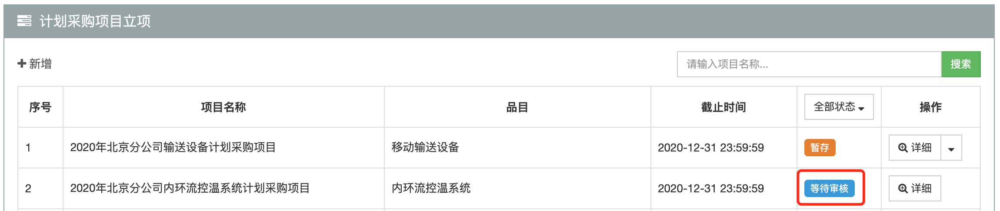 计划采购项目立项
新增 请输入项目名称... 搜索
序号 项目名称 品目 截止时间 全部状态 操作
1 2020年北京分公司输送设备计划采购项目 移动输送设备 2020-12-31 23:59:59 暂存 详细
2 2020年北京分公司内环流控温系统计划采购项目 内环流控温系统 2020-12-31 23:59:59 等待审核 详细